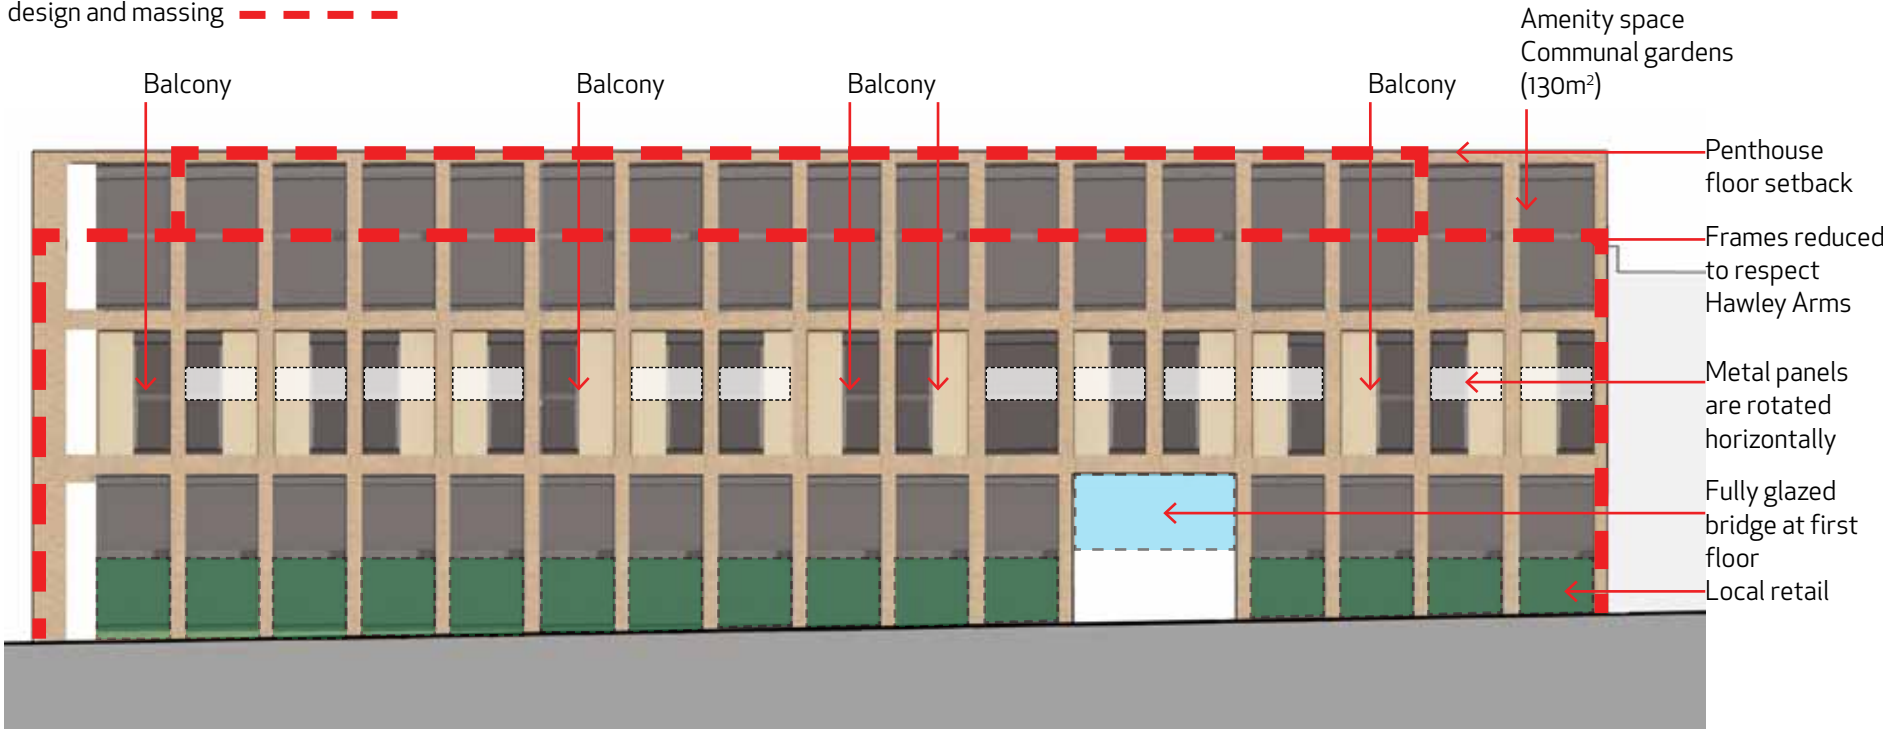 design and massing
Amenity space
Communal gardens
(130m²)
Balcony
Balcony
Balcony
Balcony
Penthouse
floor setback
Frames reduced
to respect
Hawley Arms
Metal panels
are rotated
horizontally
Fully glazed
bridge at first
floor
Local retail